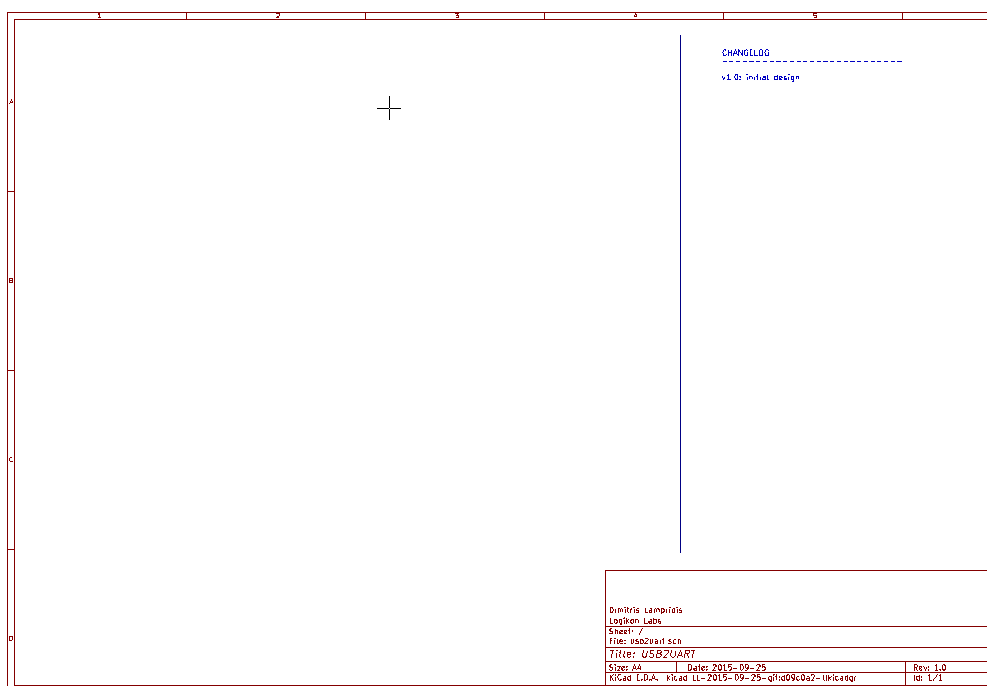 1 2 3 4 5
CHANGELOG
v1.0: initial design
A
B
C
D
Dimitris Lampridis
Logikon Labs
Sheet: /
File: usb2uart.sch
Title: USB2UART
Size: A4 Date: 2015-09-25 Rev: 1.0
KiCad E.D.A. kicad Id: 1/1